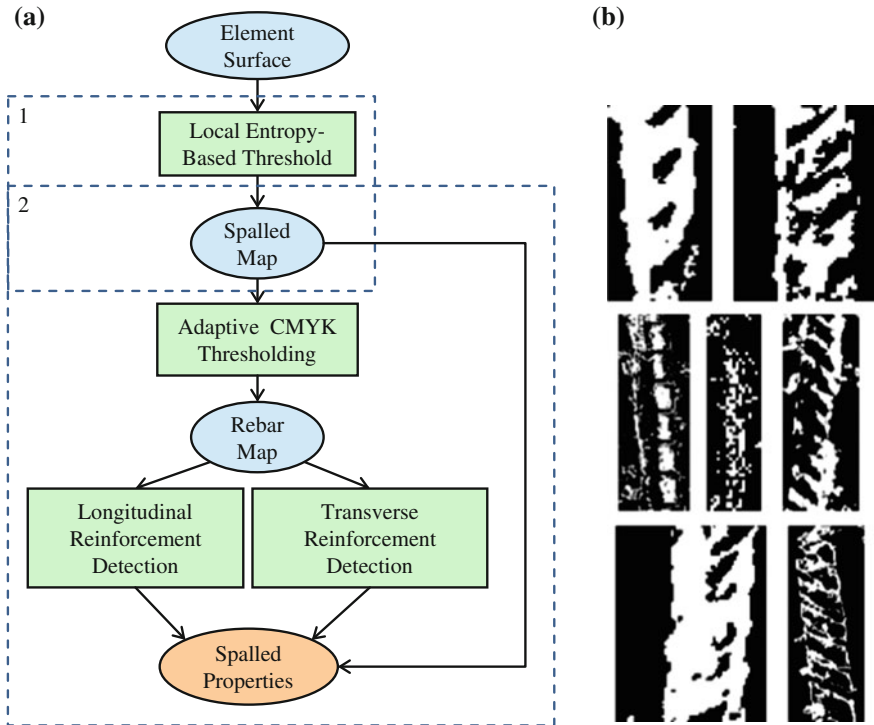 (a)
(b)
Element
Surface
1
Local Entropy-
Based Threshold
2
Spalled
Map
Adaptive CMYK
Thresholding
Rebar
Map
Longitudinal
Reinforcement
Detection
Transverse
Reinforcement
Detection
Spalled
Properties